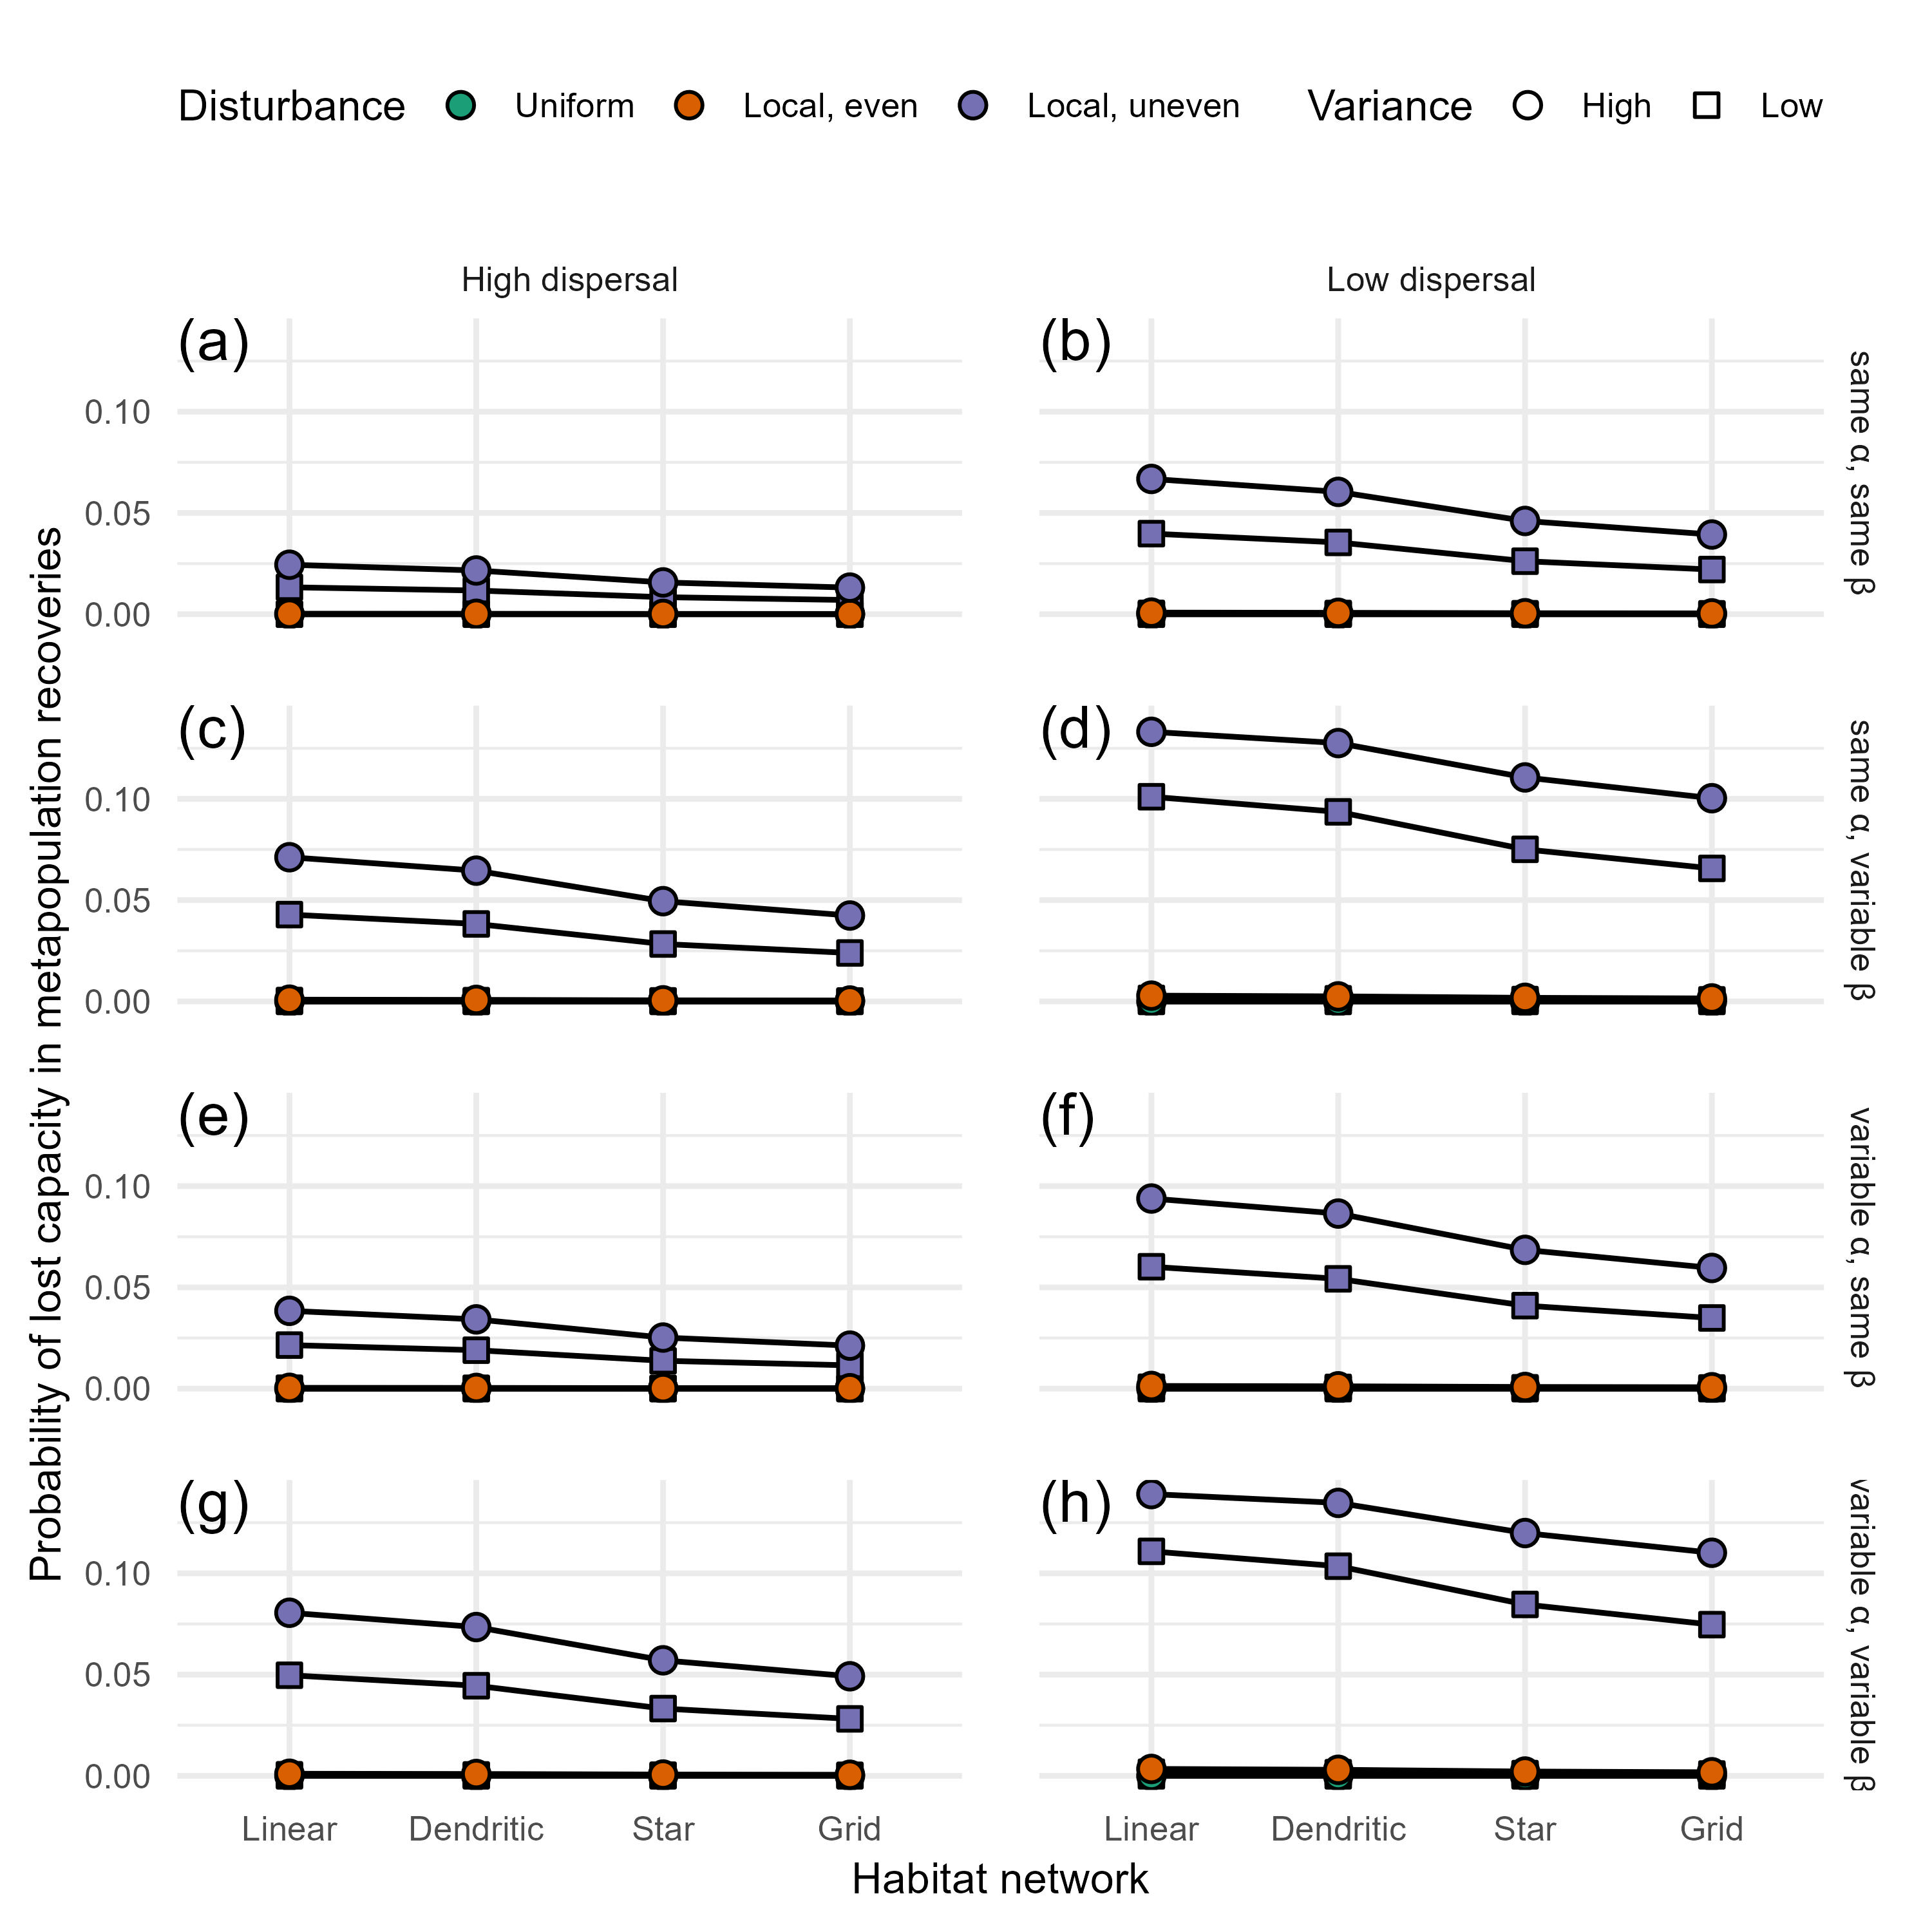 Disturbance Uniform Local, even Local, uneven Variance High Low
High dispersal Low dispersal
(a) (b)
0.10
0.05
0.00
same α, same β
(c) (d)
0.10
0.05
0.00
same α, variable β
(e) (f)
0.10
0.05
0.00
variable α, same β
(g) (h)
0.10
0.05
0.00
variable α, variable β
Probability of lost capacity in metapopulation recoveries
Linear Dendritic Star Grid Linear Dendritic Star Grid
Habitat network